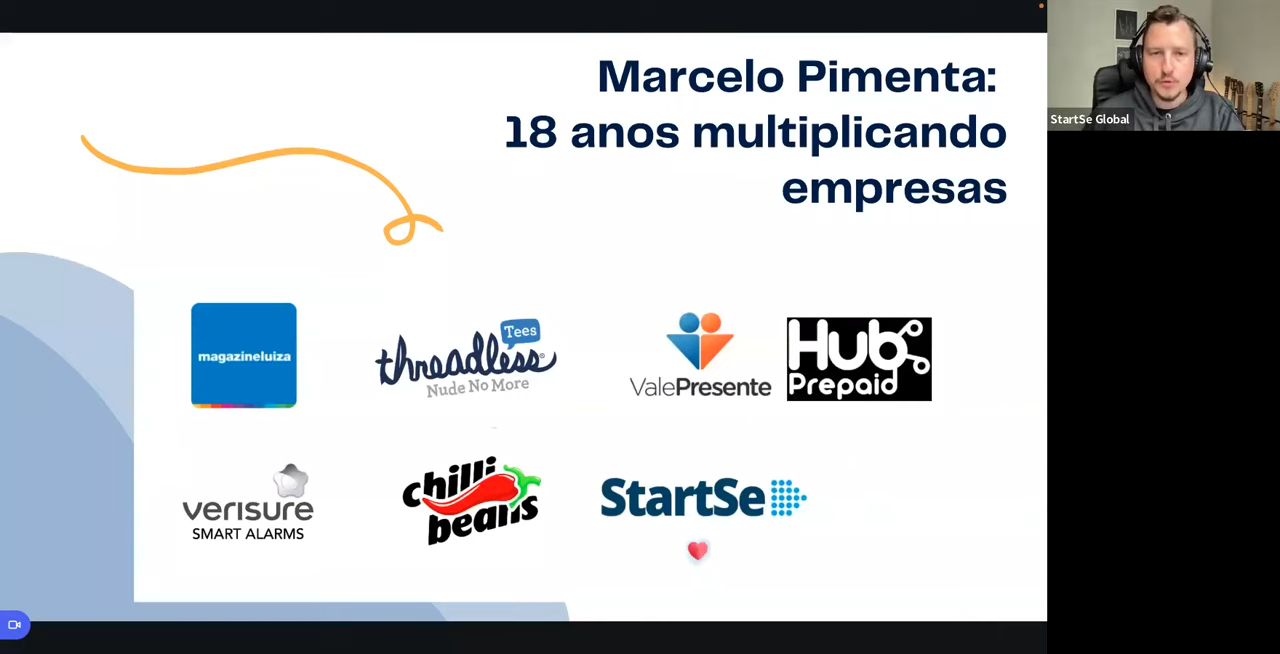 Marcelo Pimenta:
18 anos multiplicando
empresas
StartSe Global
magazineluiza
Tees
threadless®
Nude No More
ValePresente
Hub
Prepaid
verisure
SMART ALARMS
chilli
beans
StartSe